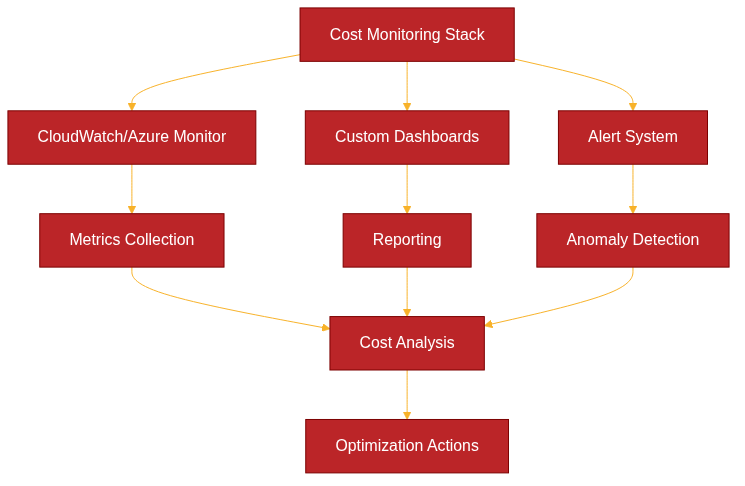 Cost Monitoring Stack
CloudWatch/Azure Monitor
Custom Dashboards
Alert System
Metrics Collection
Reporting
Anomaly Detection
Cost Analysis
Optimization Actions